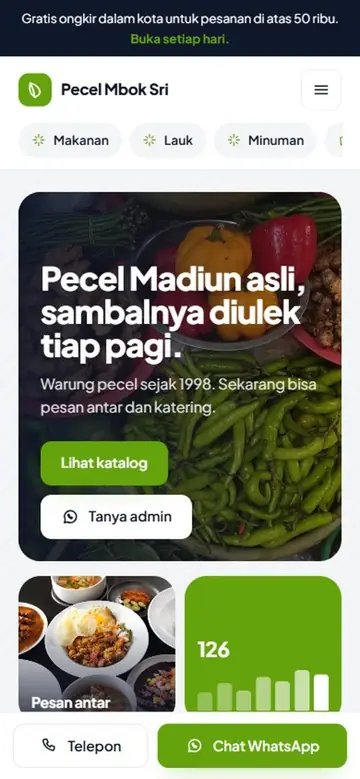 Gratis ongkir dalam kota untuk pesanan di atas 50 ribu.
Buka setiap hari.
Pecel Mbok Sri
Makanan
Lauk
Minuman
Pecel Madiun asli,
sambalnya diulek
tiap pagi.
Warung pecel sejak 1998. Sekarang bisa
pesan antar dan katering.
Lihat katalog
Tanya admin
Pesan antar
126
Telepon
Chat WhatsApp